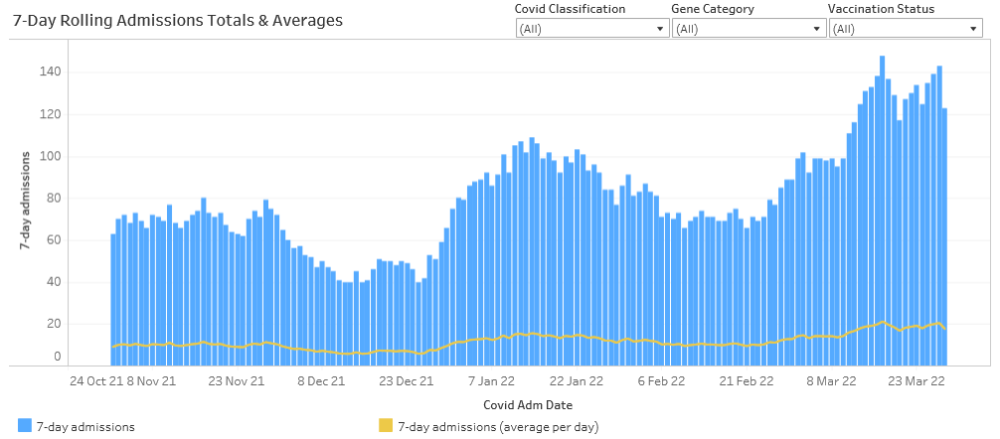 7-Day Rolling Admissions Totals & Averages
Covid Classification Gene Category Vaccination Status
(All) (All) (All)
140
120
100
80
60
40
20
0
7-day admissions
24 Oct 21 8 Nov 21 23 Nov 21 8 Dec 21 23 Dec 21 7 Jan 22 22 Jan 22 6 Feb 22 21 Feb 22 8 Mar 22 23 Mar 22
Covid Adm Date
7-day admissions 7-day admissions (average per day)